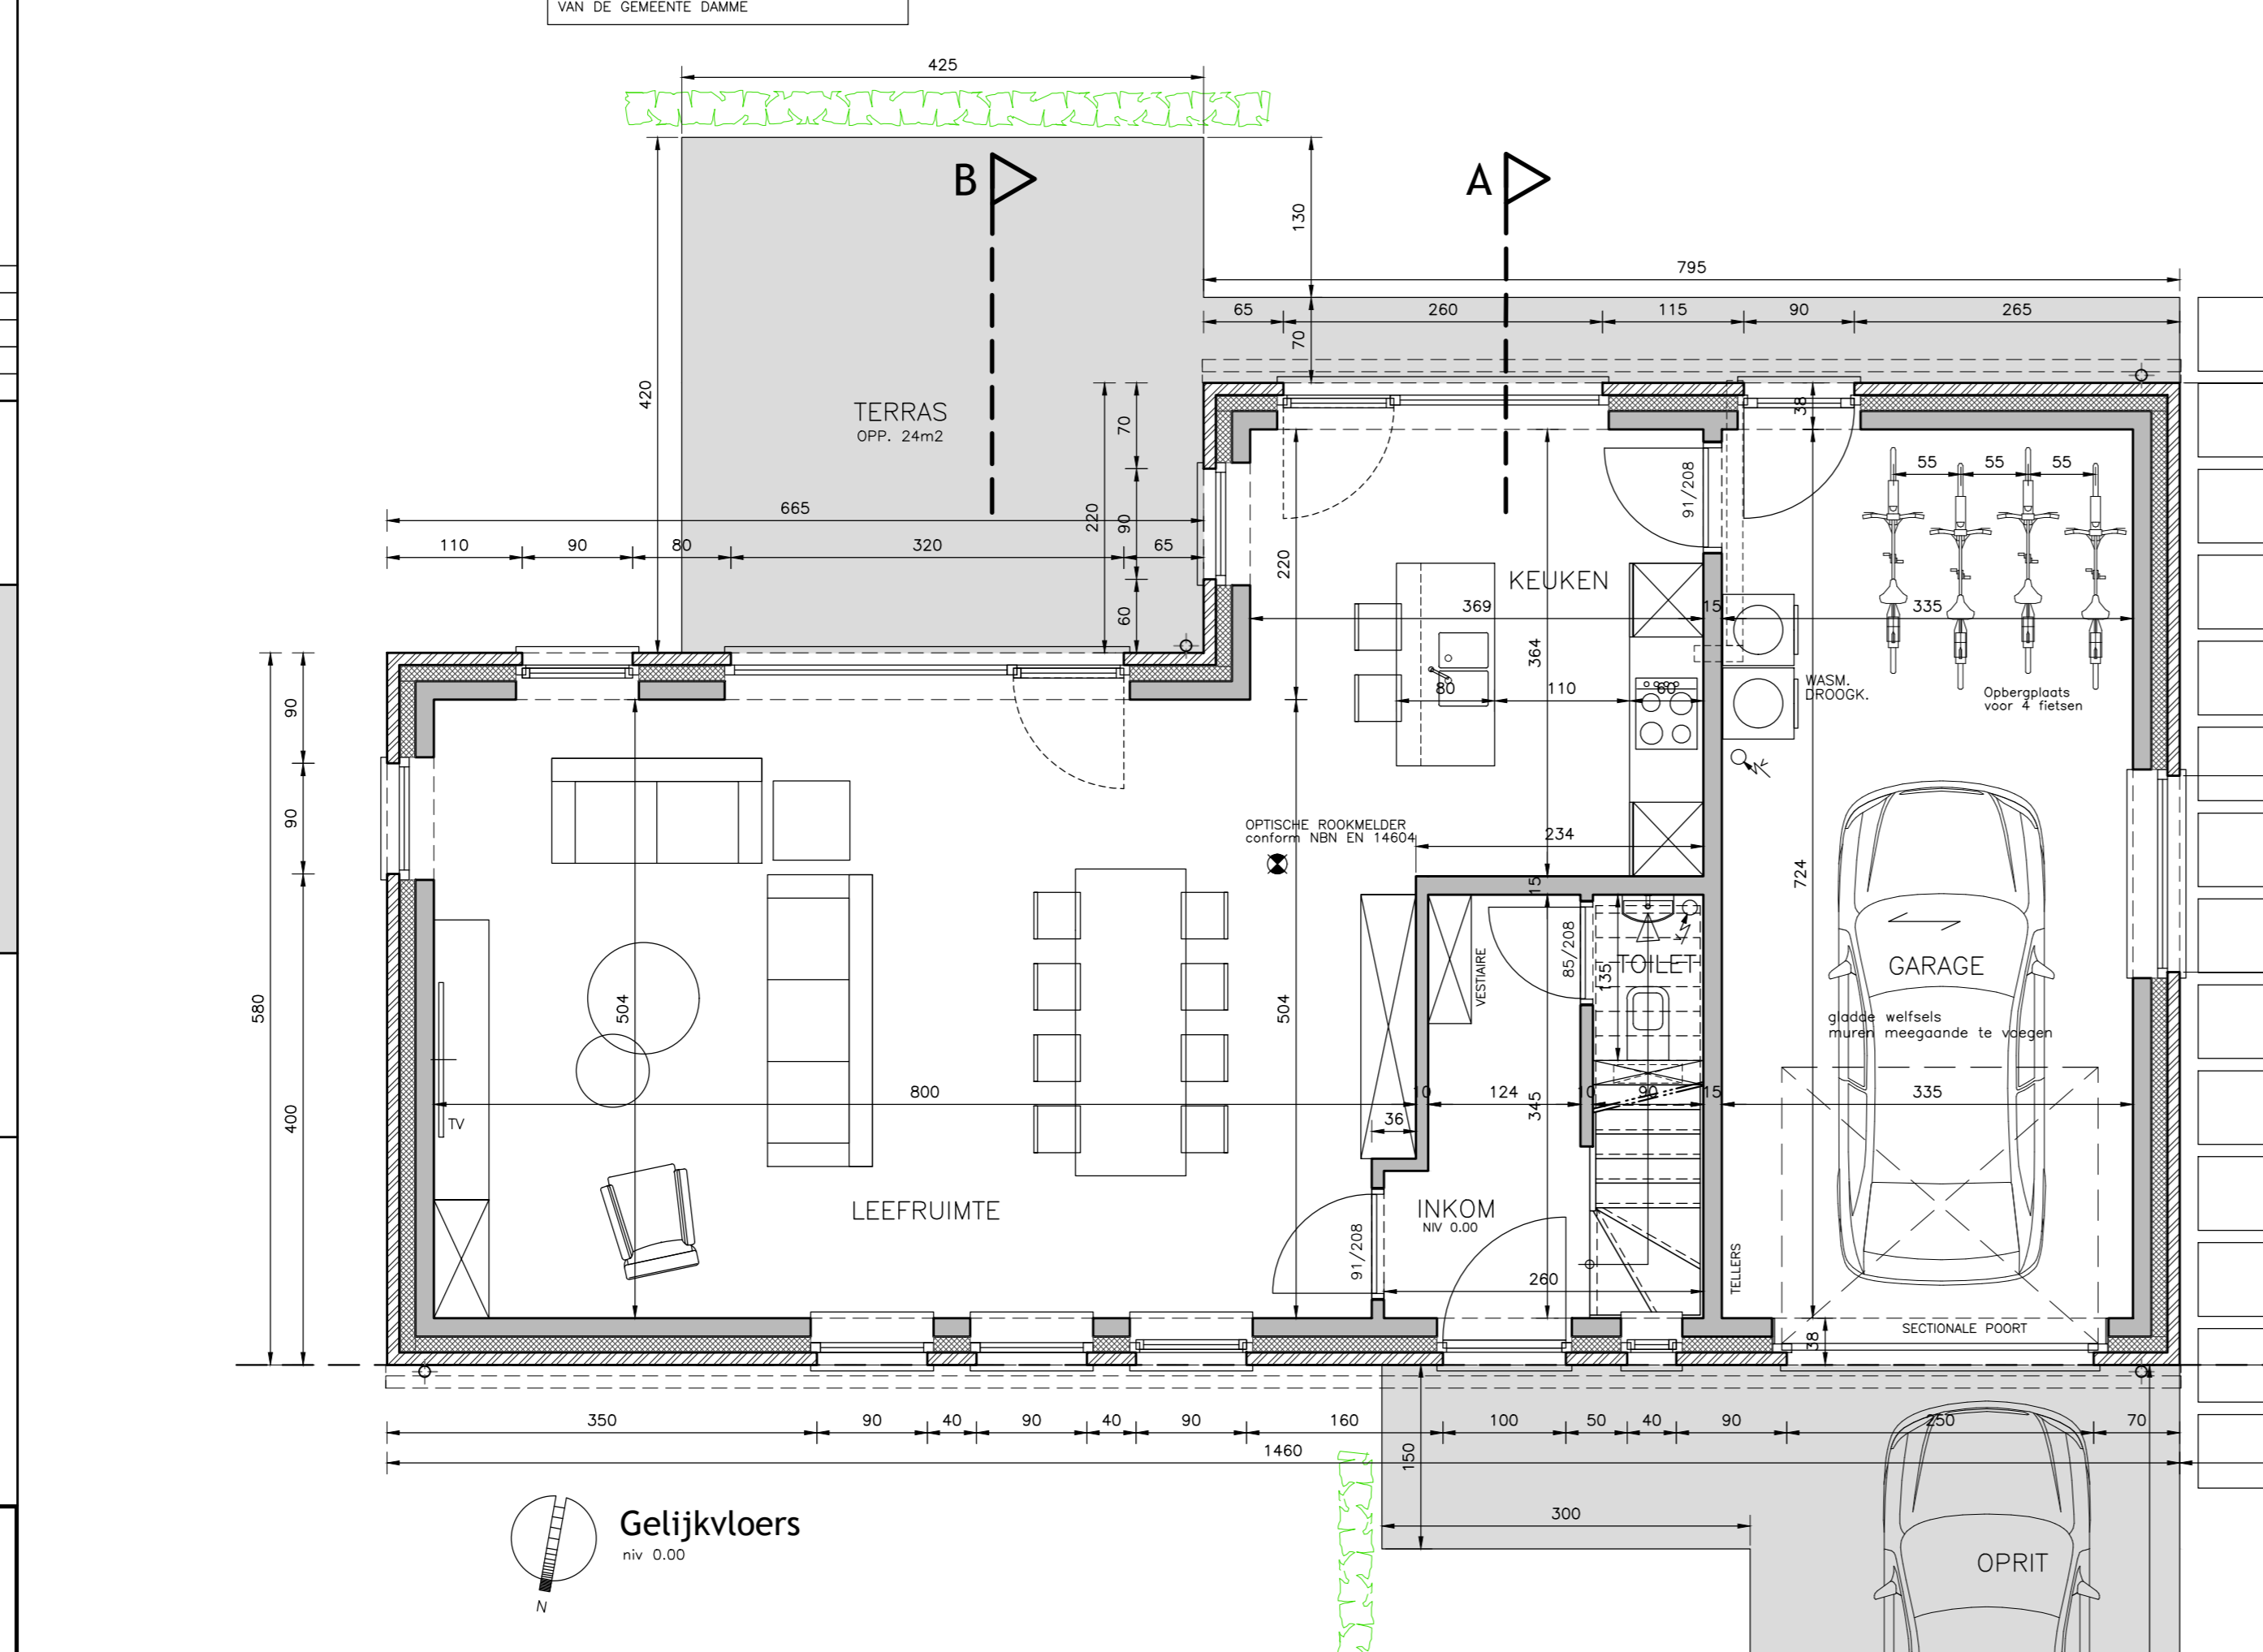 VAN DE GEMEENTE DAMME
425
B
A
130
795
65
260
115
90
265
70
420
TERRAS
OPP. 24m2
38
70
91/208
55
55
55
665
220
90
110
90
80
320
65
220
KEUKEN
60
369
15
335
364
80
110
60
WASM.
DROOGK.
Opbergplaats
voor 4 fietsen
90
90
OPTISCHE ROOKMELDER
conform NBN EN 14604
234
724
15
85/208
VESTIAIRE
135
TOILET
GARAGE
580
504
504
gladde welfsels
muren meegaande te voegen
400
800
10
124
345
10
90
15
335
36
TV
LEEFRUIMTE
INKOM
NIV 0.00
91/208
260
TELLERS
SECTIONALE POORT
38
350
90
40
90
40
90
160
100
50
40
90
250
70
1460
150
300
Gelijkvloers
niv 0.00
N
OPRIT